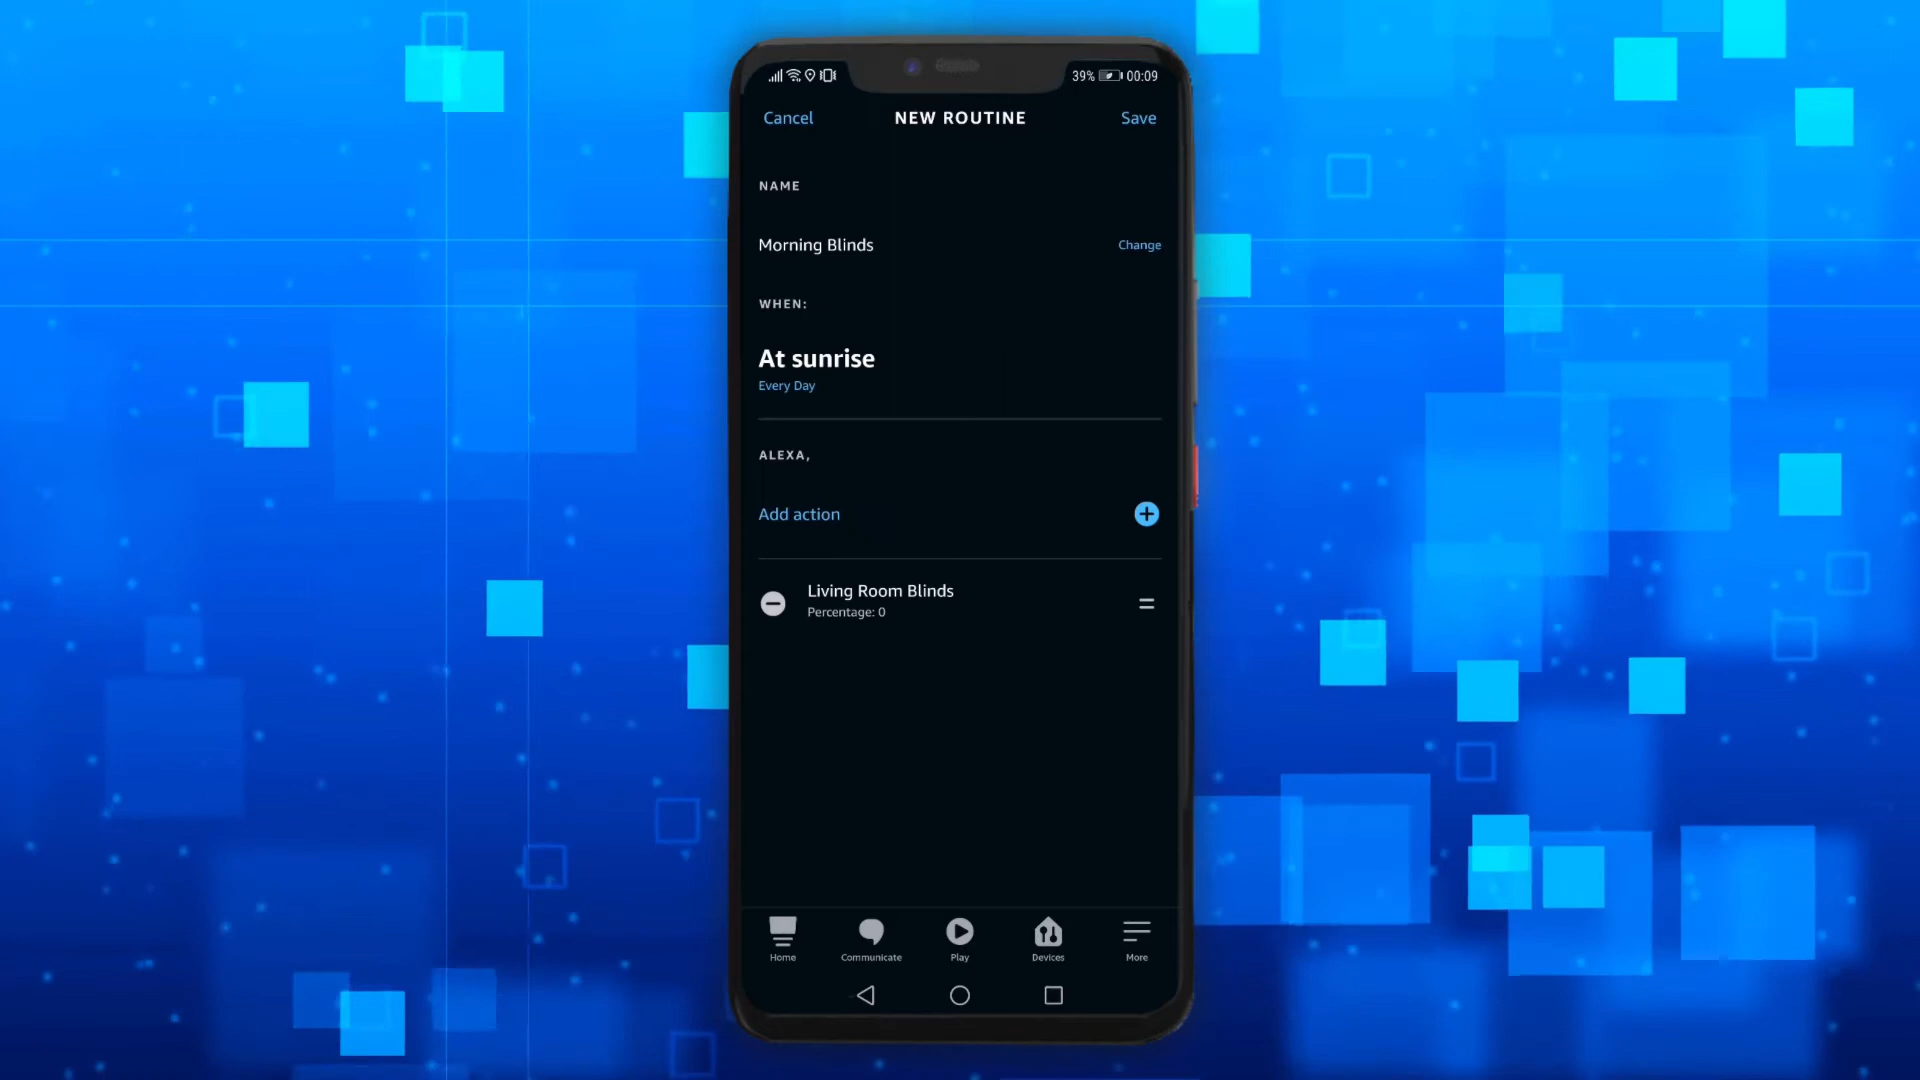 39% 00:09
Cancel NEW ROUTINE Save
NAME
Morning Blinds Change
WHEN:
At sunrise
Every Day
ALEXA,
Add action
Living Room Blinds
Percentage: 0
Home Communicate Play Devices More